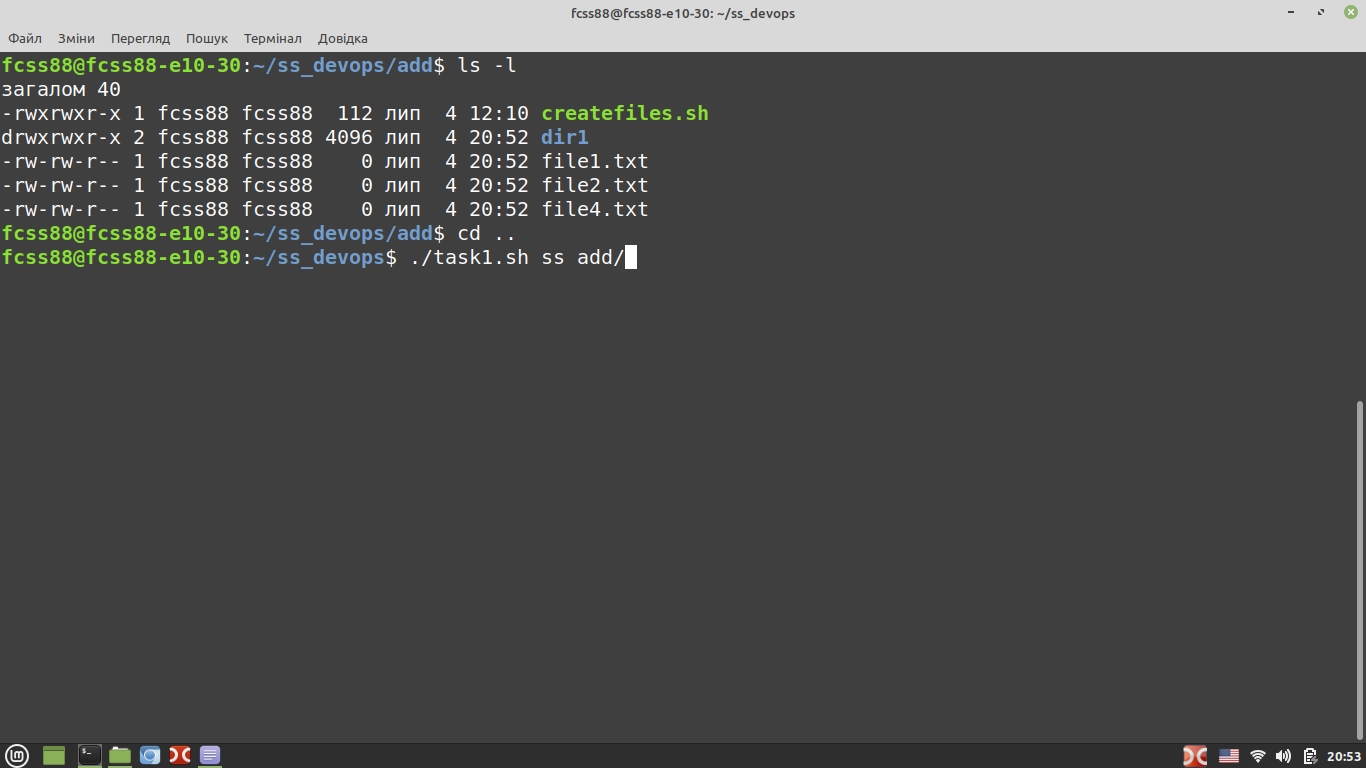 fcss88@fcss88-e10-30: ~/ss_devops
Файл Зміни Перегляд Пошук Термінал Довідка
fcss88@fcss88-e10-30:~/ss_devops/add$ ls -l
загалом 40
-rwxrwxr-x 1 fcss88 fcss88  112 лип  4 12:10 createfiles.sh
drwxrwxr-x 2 fcss88 fcss88 4096 лип  4 20:52 dir1
-rw-rw-r-- 1 fcss88 fcss88    0 лип  4 20:52 file1.txt
-rw-rw-r-- 1 fcss88 fcss88    0 лип  4 20:52 file2.txt
-rw-rw-r-- 1 fcss88 fcss88    0 лип  4 20:52 file4.txt
fcss88@fcss88-e10-30:~/ss_devops/add$ cd ..
fcss88@fcss88-e10-30:~/ss_devops$ ./task1.sh ss add/
20:53